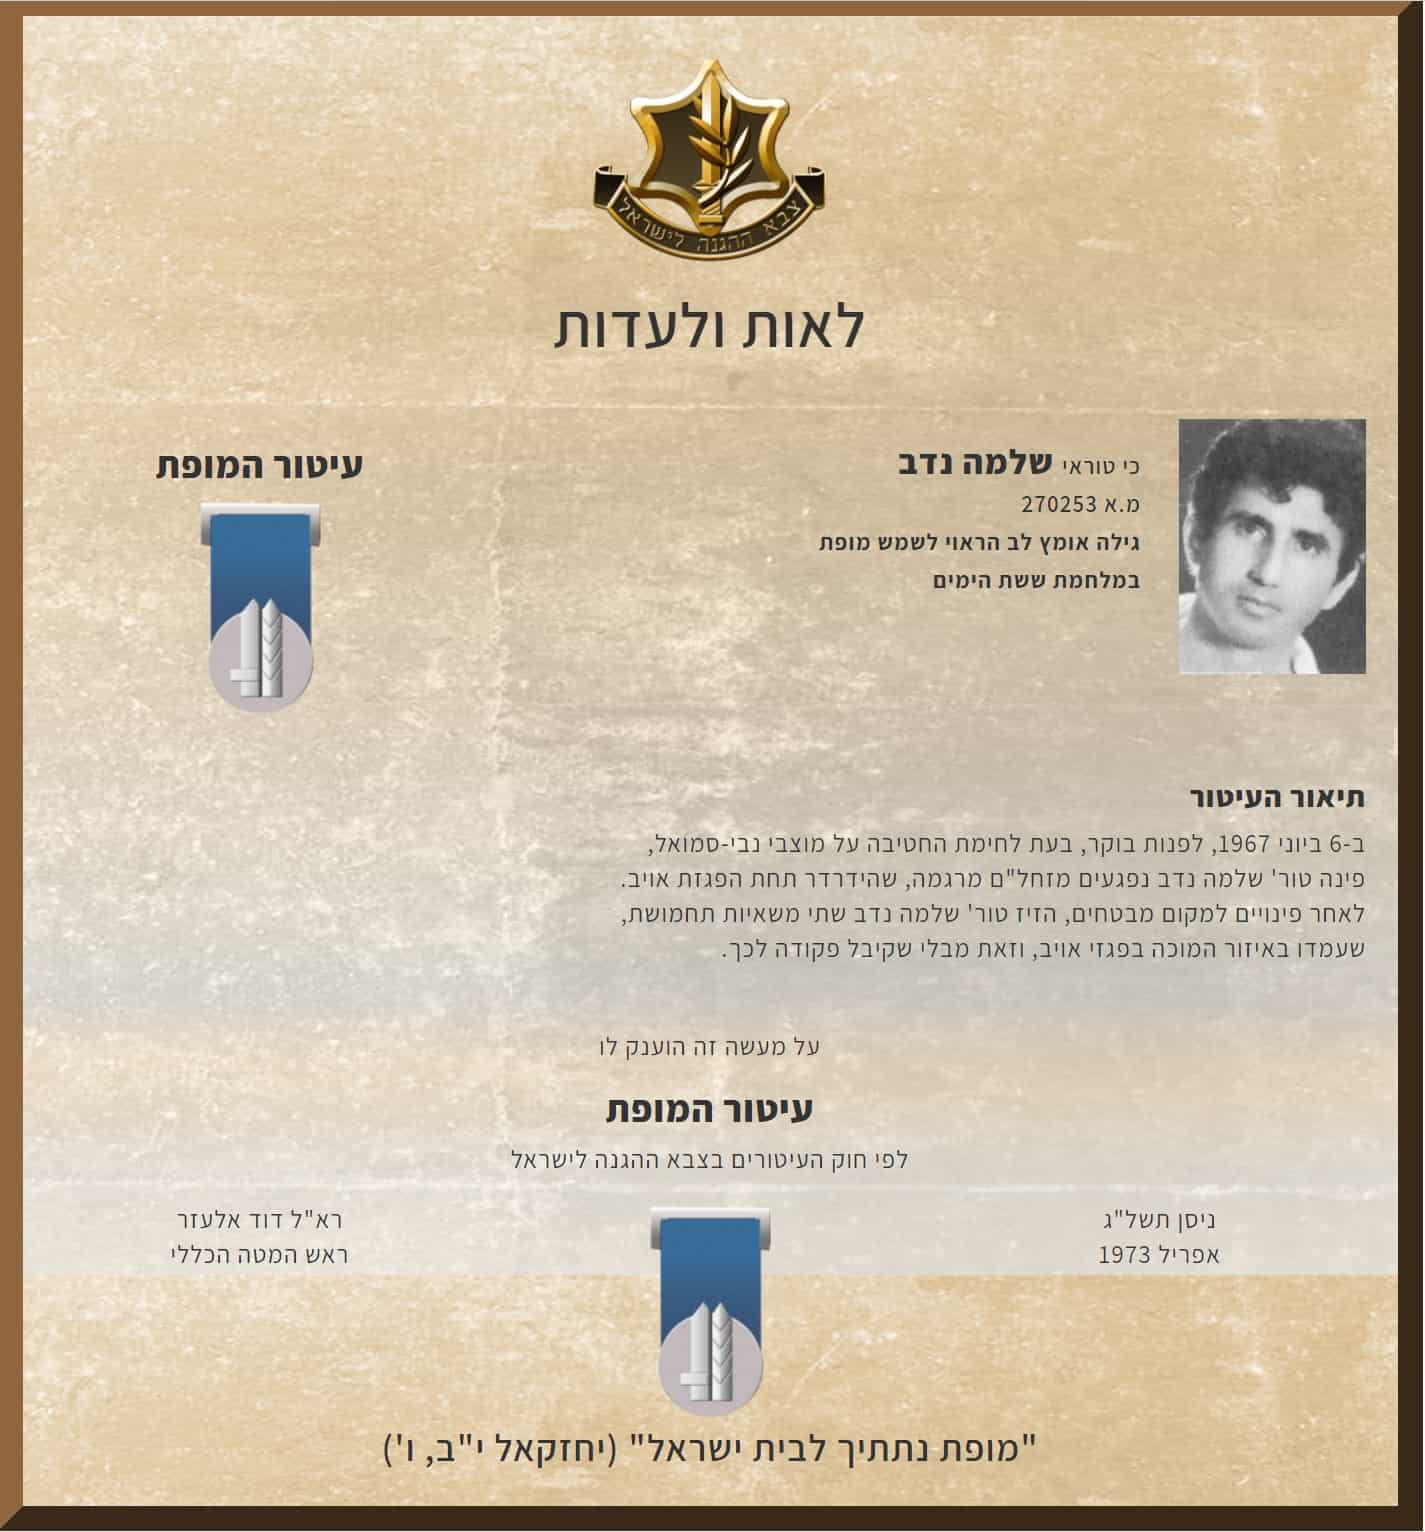 צבא ההגנה לישראל
לאות ולעדות
כי טוראי שלמה נדב
מ.א 270253
גילה אומץ לב הראוי לשמש מופת
במלחמת ששת הימים
עיטור המופת
תיאור העיטור
ב-6 ביוני 1967, לפנות בוקר, בעת לחימת החטיבה על מוצבי נבי-סמואל,
פינה טור' שלמה נדב נפגעים מזחל"ם מרגמה, שהידרדר תחת הפגזת אויב.
לאחר פינויים למקום מבטחים, הזיז טור' שלמה נדב שתי משאיות תחמושת,
שעמדו באיזור המוכה בפגזי אויב, וזאת מבלי שקיבל פקודה לכך.
על מעשה זה הוענק לו
עיטור המופת
לפי חוק העיטורים בצבא ההגנה לישראל
ניסן תשל"ג
אפריל 1973
רא"ל דוד אלעזר
ראש המטה הכללי
"מופת נתתיך לבית ישראל" (יחזקאל י"ב, ו')